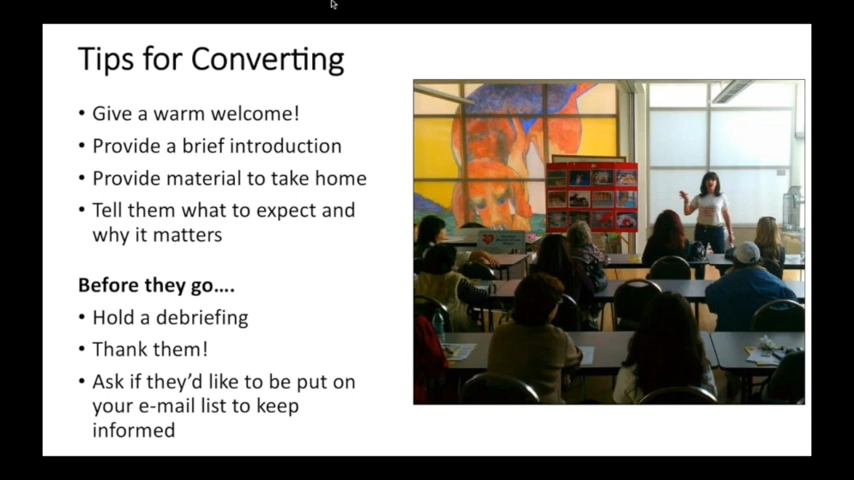 Tips for Converting
• Give a warm welcome!
• Provide a brief introduction
• Provide material to take home
• Tell them what to expect and
why it matters
Before they go….
• Hold a debriefing
• Thank them!
• Ask if they’d like to be put on
your e-mail list to keep
informed